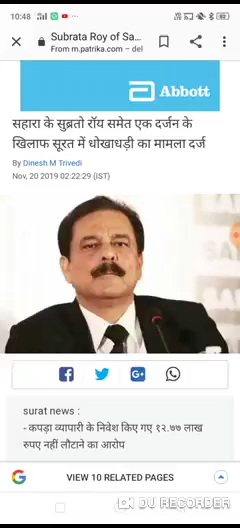 10:48
Subrata Roy of Sa...
From m.patrika.com – del
Abbott
सहारा के सुब्रतो रॉय समेत एक दर्जन के
खिलाफ सूरत में धोखाधड़ी का मामला दर्ज
By Dinesh M Trivedi
Nov, 20 2019 02:22:29 (IST)
SA
surat news :
- कपड़ा व्यापारी के निवेश किए गए १२.७७ लाख
रुपए नहीं लौटाने का आरोप
VIEW 10 RELATED PAGES
DU RECORDER